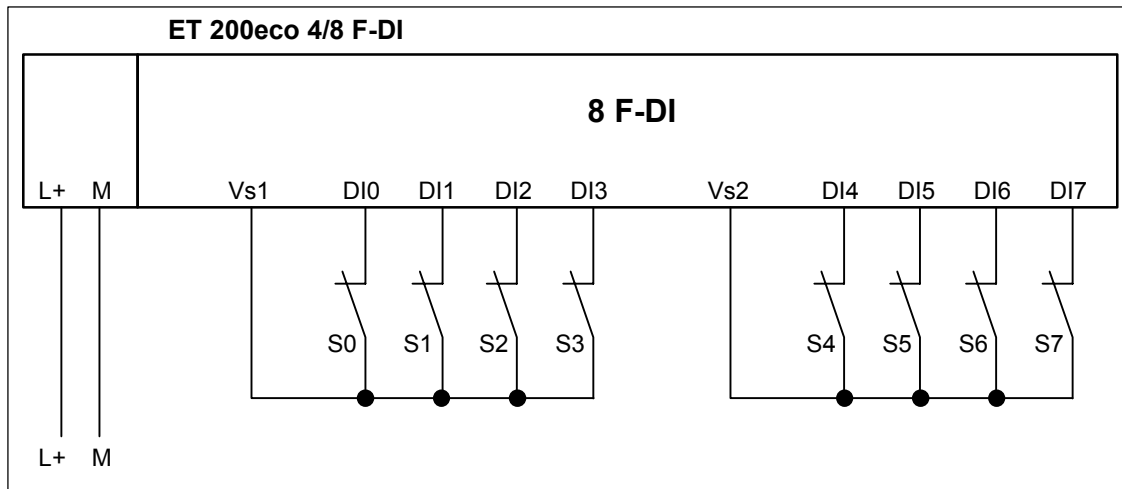 ET 200eco 4/8 F-DI
8 F-DI
L+ M Vs1 DI0 DI1 DI2 DI3 Vs2 DI4 DI5 DI6 DI7
S0 S1 S2 S3 S4 S5 S6 S7
L+ M